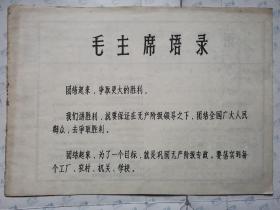 毛主席语录
团结起来，争取更大的胜利。
我们讲胜利，就要保证在无产阶级领导之下，团结全国广大人民
群众，去争取胜利。
团结起来，为了一个目标，就是巩固无产阶级专政，要落实到每
个工厂、农村、机关、学校。